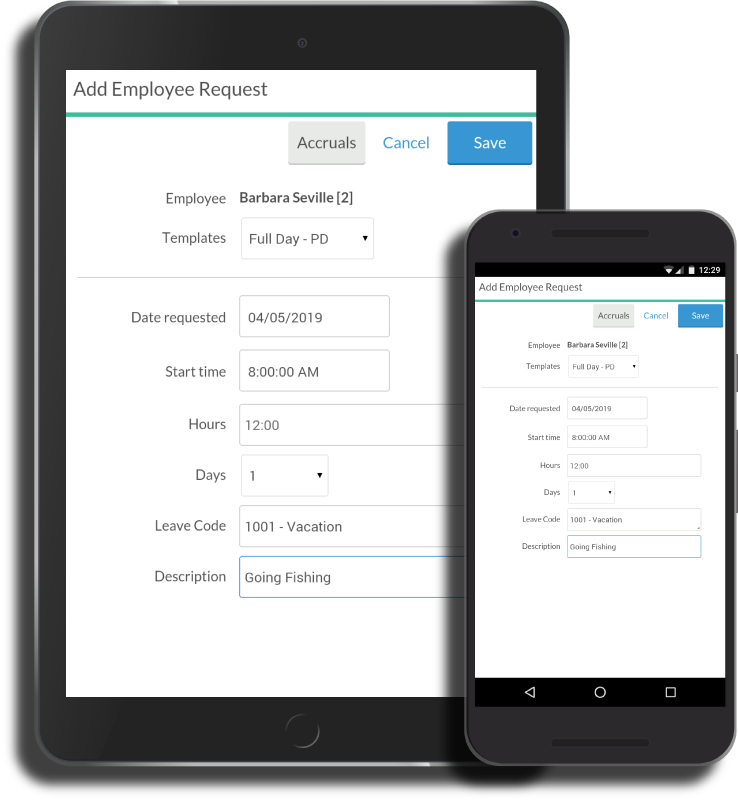 Add Employee Request
Accruals Cancel Save
Employee Barbara Seville [2]
Templates Full Day - PD
Date requested 04/05/2019
Start time 8:00:00 AM
Hours 12:00
Days 1
Leave Code 1001 - Vacation
Description Going Fishing
12:29
Add Employee Request
Accruals Cancel Save
Employee Barbara Seville [2]
Templates Full Day - PD
Date requested 04/05/2019
Start time 8:00:00 AM
Hours 12:00
Days 1
Leave Code 1001 - Vacation
Description Going Fishing